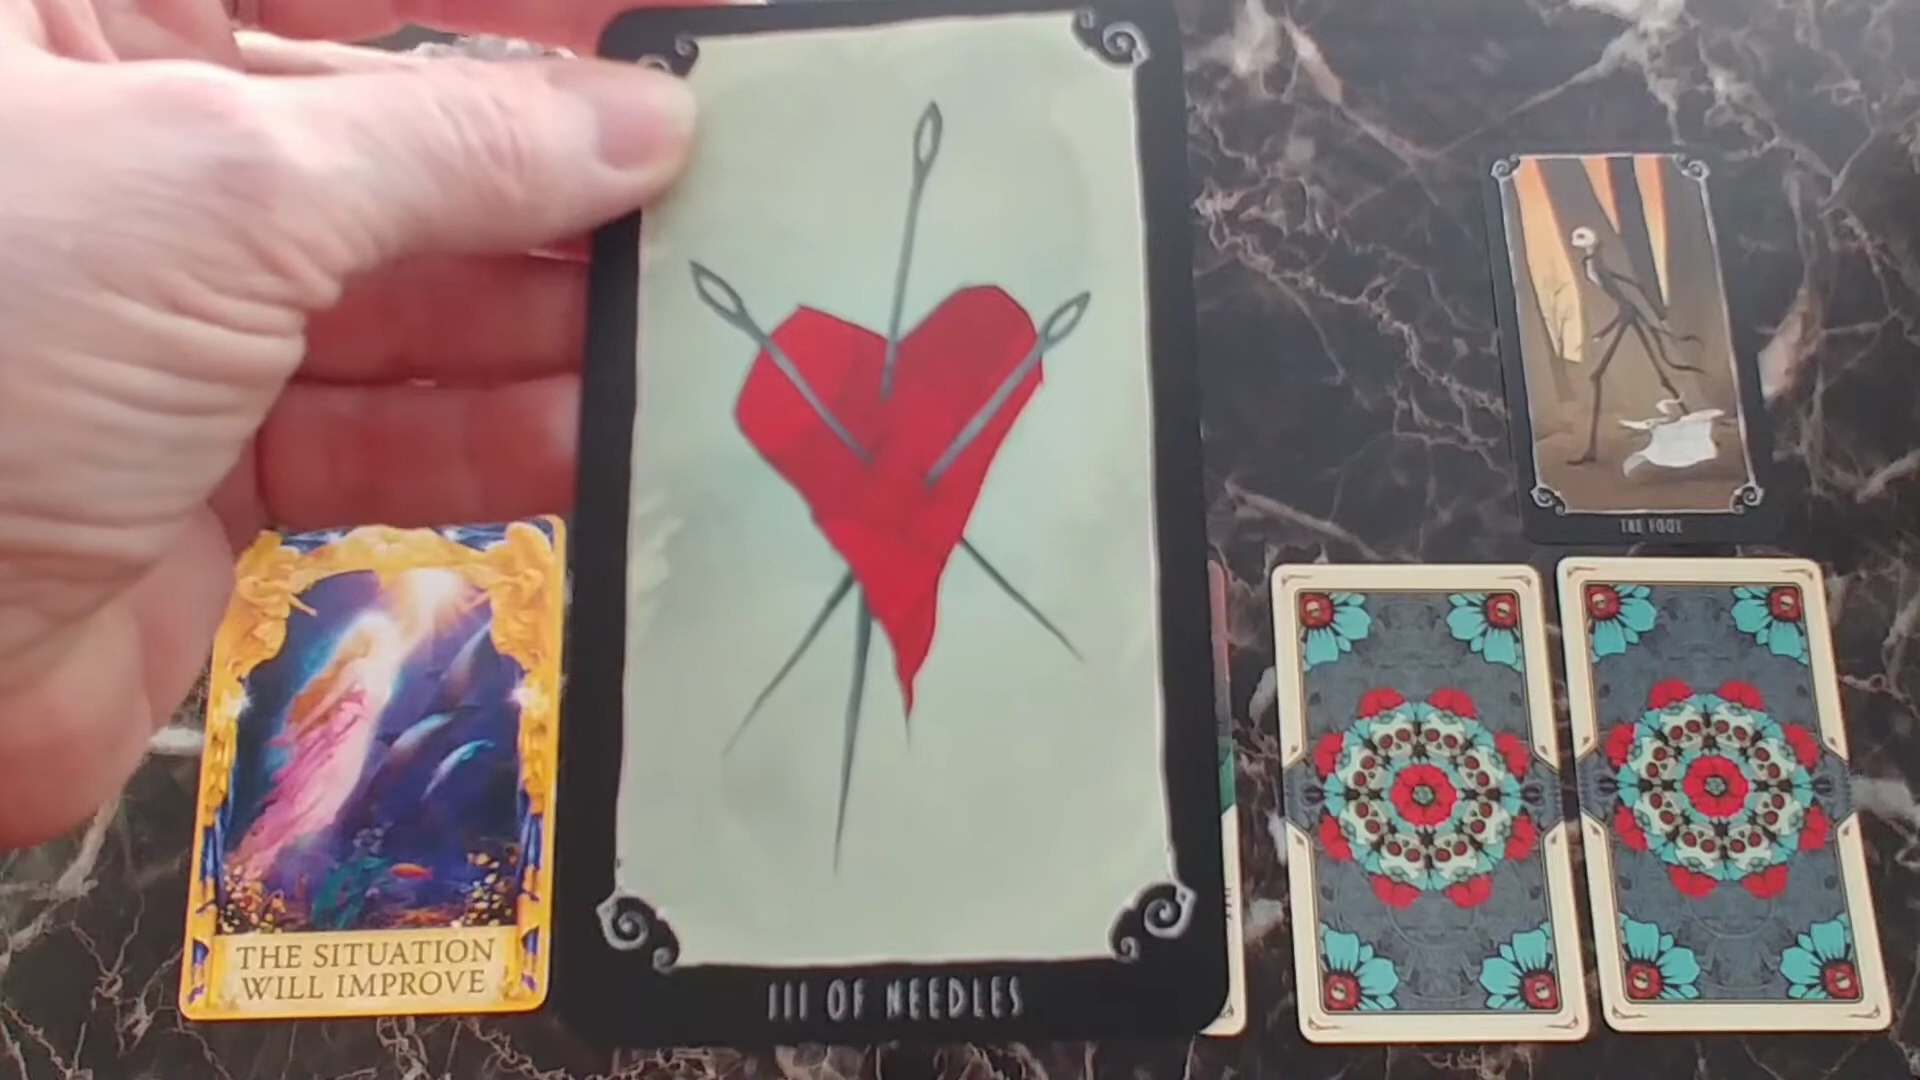 THE SITUATION
WILL IMPROVE
III OF NEEDLES
THE FOOL